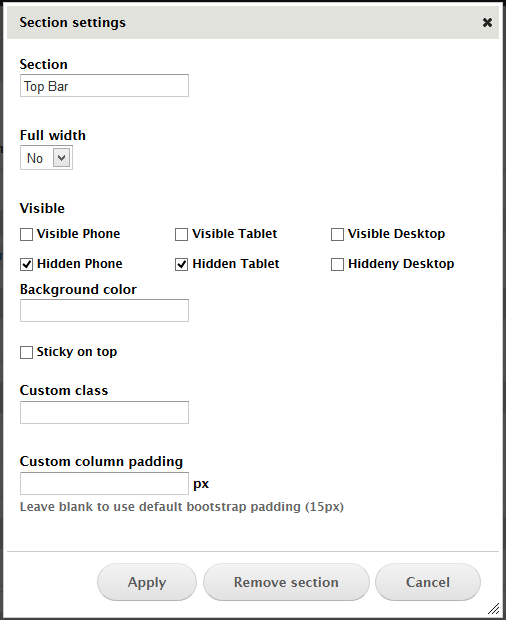 Section settings
Section
Top Bar
Full width
No
Visible
Visible Phone Visible Tablet Visible Desktop
Hidden Phone Hidden Tablet Hiddeny Desktop
Background color
Sticky on top
Custom class
Custom column padding
px
Leave blank to use default bootstrap padding (15px)
Apply Remove section Cancel